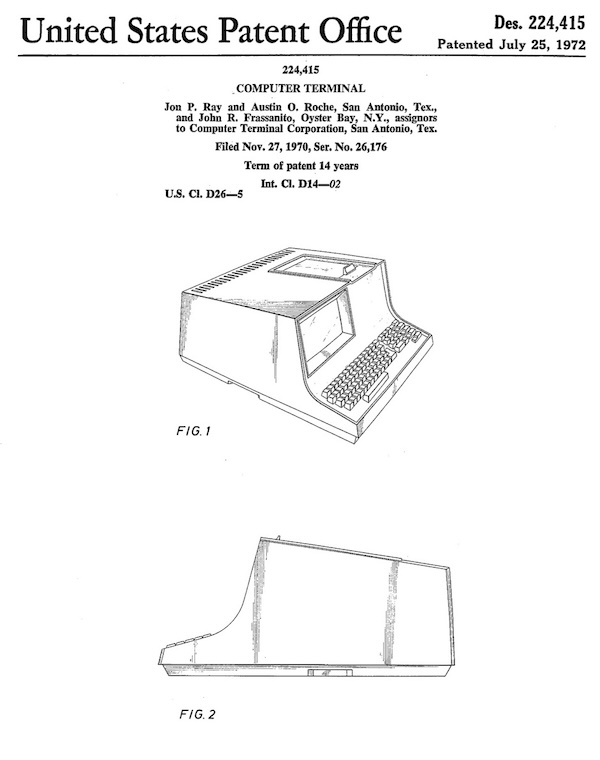 United States Patent Office
Des. 224,415
Patented July 25, 1972
224,415
COMPUTER TERMINAL
Jon P. Ray and Austin O. Roche, San Antonio, Tex.,
and John R. Frassanito, Oyster Bay, N.Y., assignors
to Computer Terminal Corporation, San Antonio, Tex.
Filed Nov. 27, 1970, Ser. No. 26,176
Term of patent 14 years
Int. Cl. D14—02
U.S. Cl. D26—5
FIG. 1
FIG. 2